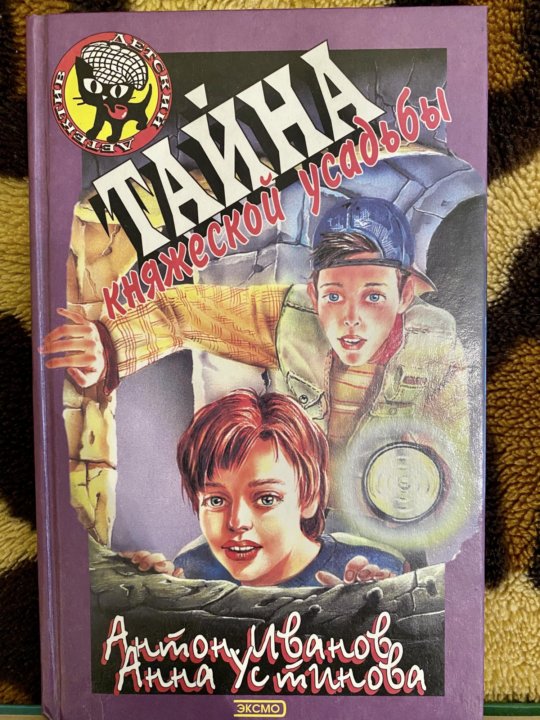 ДЕТСКИЙ ДЕТЕКТИВ
ТАЙНА
княжеской усадьбы
Антон Иванов
Анна Устинова
ЭКСМО